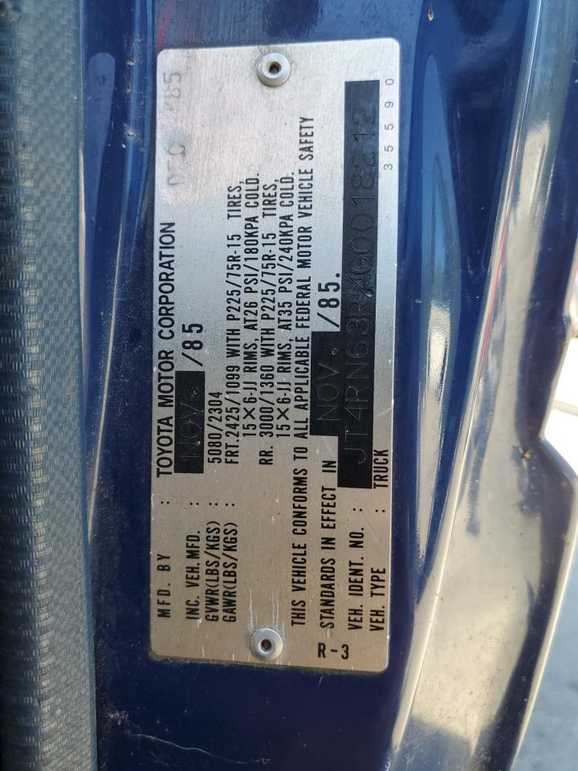 MFD. BY : TOYOTA MOTOR CORPORATION
INC. VEH.MFD. : NOV. /85
GVWR(LBS/KGS) : 5080/2304
GAWR(LBS/KGS) : FRT.2425/1099 WITH P225/75R-15 TIRES,
15×6-JJ RIMS, AT26 PSI/180KPA COLD.
RR. 3000/1360 WITH P225/75R-15 TIRES,
15×6-JJ RIMS, AT35 PSI/240KPA COLD.
THIS VEHICLE CONFORMS TO ALL APPLICABLE FEDERAL MOTOR VEHICLE SAFETY
STANDARDS IN EFFECT IN NOV. /85.
VEH. IDENT. NO. :
VEH. TYPE : TRUCK
R-3
35590